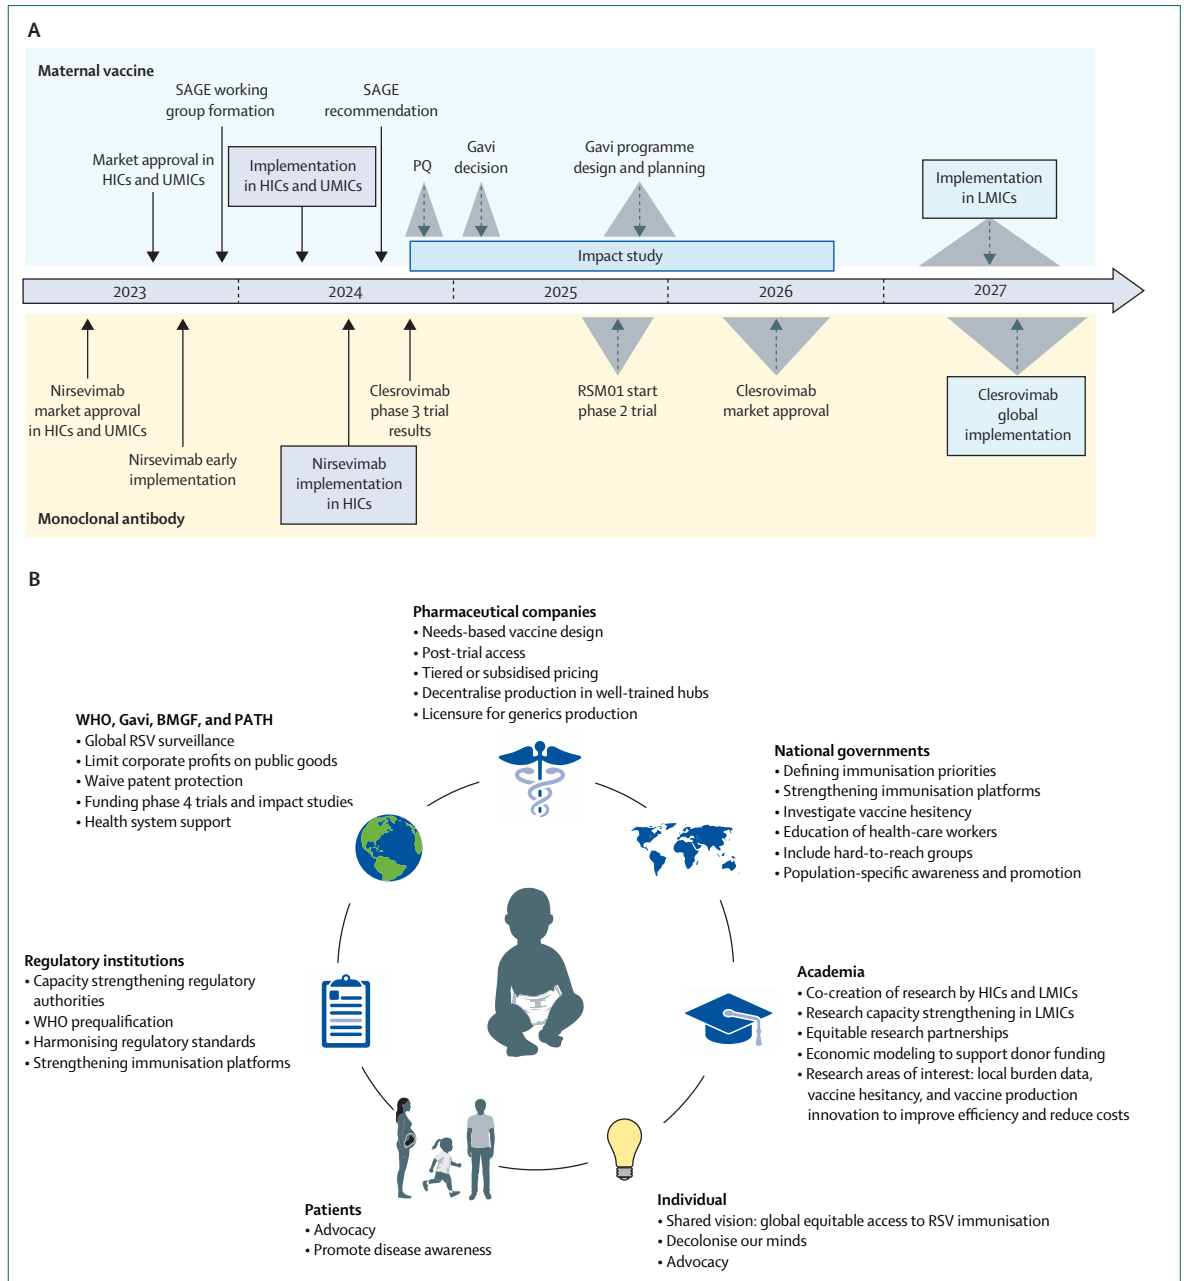 A
Maternal vaccine
SAGE working
group formation
SAGE
recommendation
Market approval in
HICs and UMICs
Implementation
in HICs and UMICs
PQ
Gavi
decision
Gavi programme
design and planning
Implementation
in LMICs
Impact study
2023
2024
2025
2026
2027
Nirsevimab
market approval
in HICs and UMICs
Nirsevimab early
implementation
Nirsevimab
implementation
in HICs
Clesrovimab
phase 3 trial
results
RSM01 start
phase 2 trial
Clesrovimab
market approval
Clesrovimab
global
implementation
Monoclonal antibody
B
Pharmaceutical companies
• Needs-based vaccine design
• Post-trial access
• Tiered or subsidised pricing
• Decentralise production in well-trained hubs
• Licensure for generics production
WHO, Gavi, BMGF, and PATH
• Global RSV surveillance
• Limit corporate profits on public goods
• Waive patent protection
• Funding phase 4 trials and impact studies
• Health system support
National governments
• Defining immunisation priorities
• Strengthening immunisation platforms
• Investigate vaccine hesitency
• Education of health-care workers
• Include hard-to-reach groups
• Population-specific awareness and promotion
Regulatory institutions
• Capacity strengthening regulatory
authorities
• WHO prequalification
• Harmonising regulatory standards
• Strengthening immunisation platforms
Academia
• Co-creation of research by HICs and LMICs
• Research capacity strengthening in LMICs
• Equitable research partnerships
• Economic modeling to support donor funding
• Research areas of interest: local burden data,
vaccine hesitancy, and vaccine production
innovation to improve efficiency and reduce costs
Patients
• Advocacy
• Promote disease awareness
Individual
• Shared vision: global equitable access to RSV immunisation
• Decolonise our minds
• Advocacy